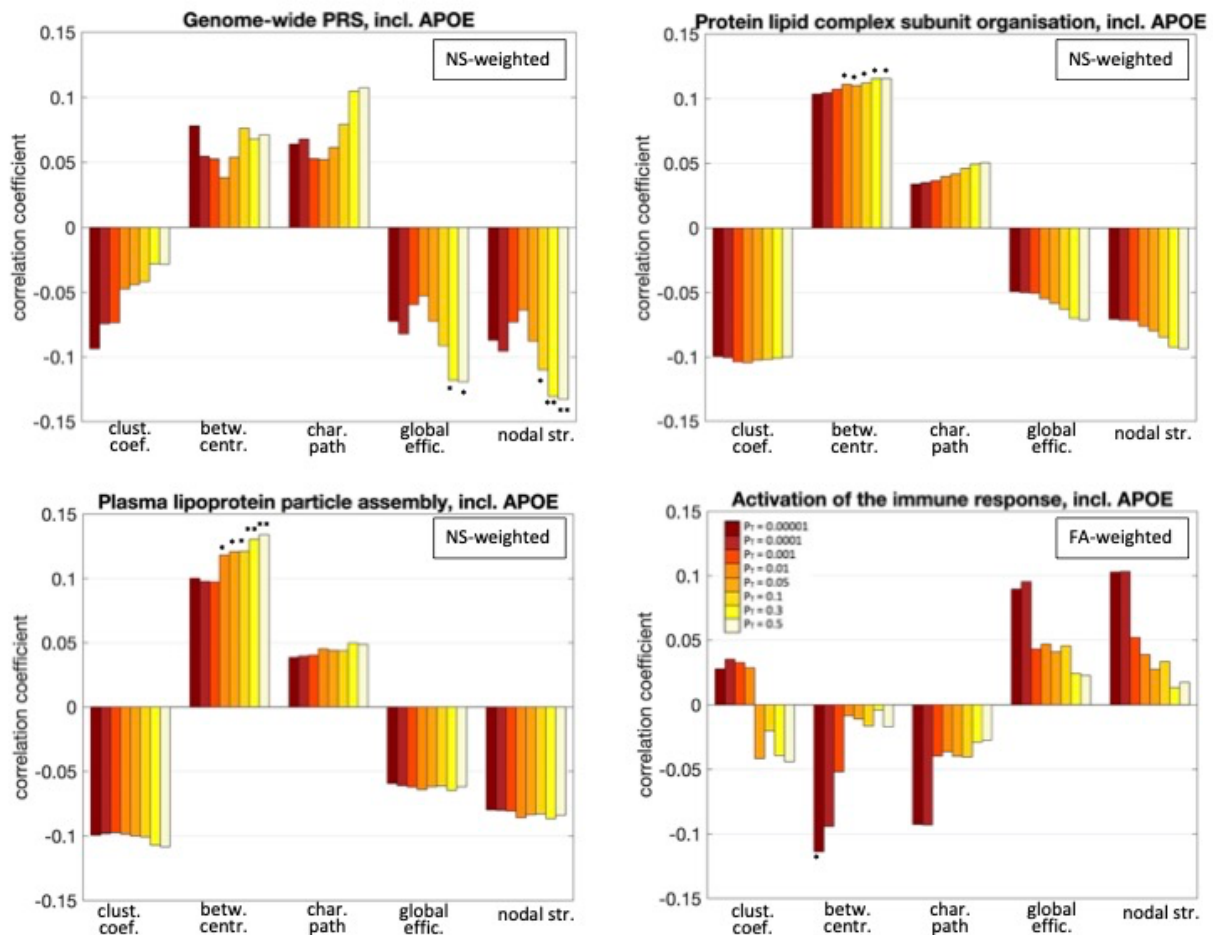 Genome-wide PRS, incl. APOE
NS-weighted
correlation coefficient
0.15
0.1
0.05
0
-0.05
-0.1
-0.15
clust. coef.
betw. centr.
char. path
global effic.
nodal str.
Protein lipid complex subunit organisation, incl. APOE
NS-weighted
correlation coefficient
0.15
0.1
0.05
0
-0.05
-0.1
-0.15
clust. coef.
betw. centr.
char. path
global effic.
nodal str.
Plasma lipoprotein particle assembly, incl. APOE
NS-weighted
correlation coefficient
0.15
0.1
0.05
0
-0.05
-0.1
-0.15
clust. coef.
betw. centr.
char. path
global effic.
nodal str.
Activation of the immune response, incl. APOE
FA-weighted
correlation coefficient
0.15
0.1
0.05
0
-0.05
-0.1
-0.15
PT = 0.00001
PT = 0.0001
PT = 0.001
PT = 0.01
PT = 0.05
PT = 0.1
PT = 0.3
PT = 0.5
clust. coef.
betw. centr.
char. path
global effic.
nodal str.